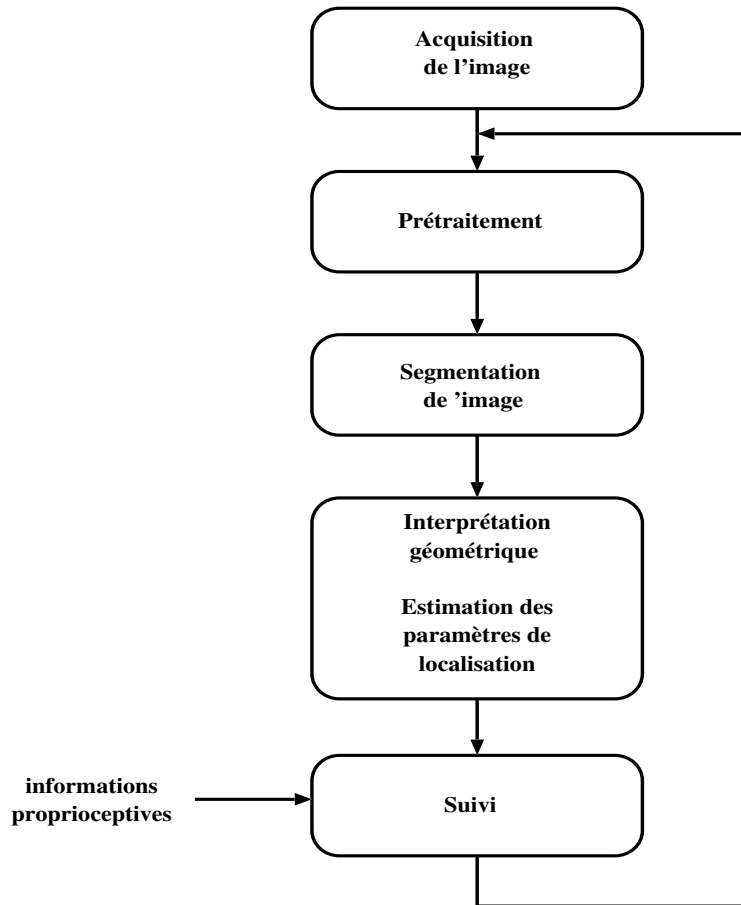 Acquisition
de l’image
Prétraitement
Segmentation
de ’image
Interprétation
géométrique
Estimation des
paramètres de
localisation
informations
proprioceptives
Suivi